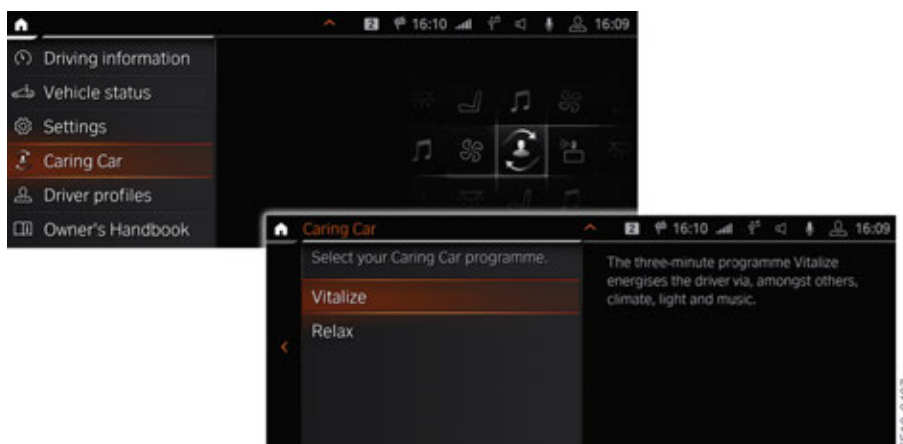 2 16:10 16:09
Driving information
Vehicle status
Settings
Caring Car
Driver profiles
Owner's Handbook
Caring Car 2 16:10 16:09
Select your Caring Car programme.
Vitalize
Relax
The three-minute programme Vitalize
energises the driver via, amongst others,
climate, light and music.